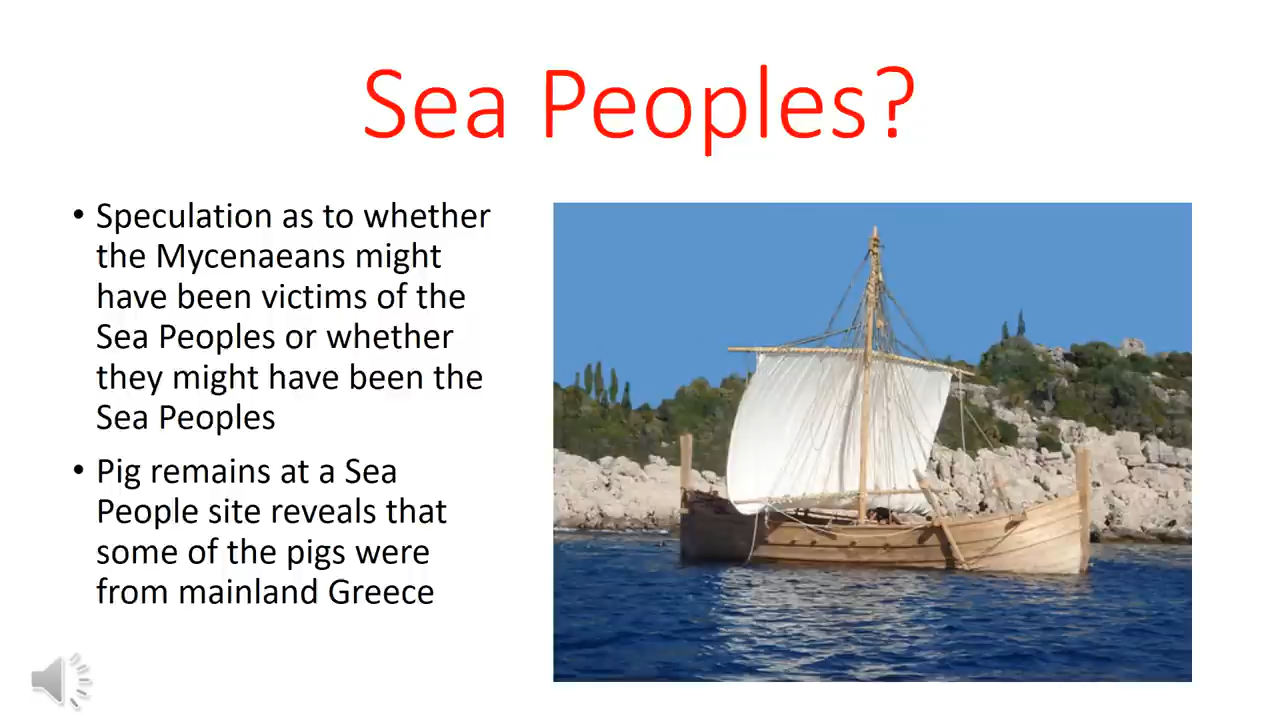 Sea Peoples?
• Speculation as to whether
the Mycenaeans might
have been victims of the
Sea Peoples or whether
they might have been the
Sea Peoples
• Pig remains at a Sea
People site reveals that
some of the pigs were
from mainland Greece